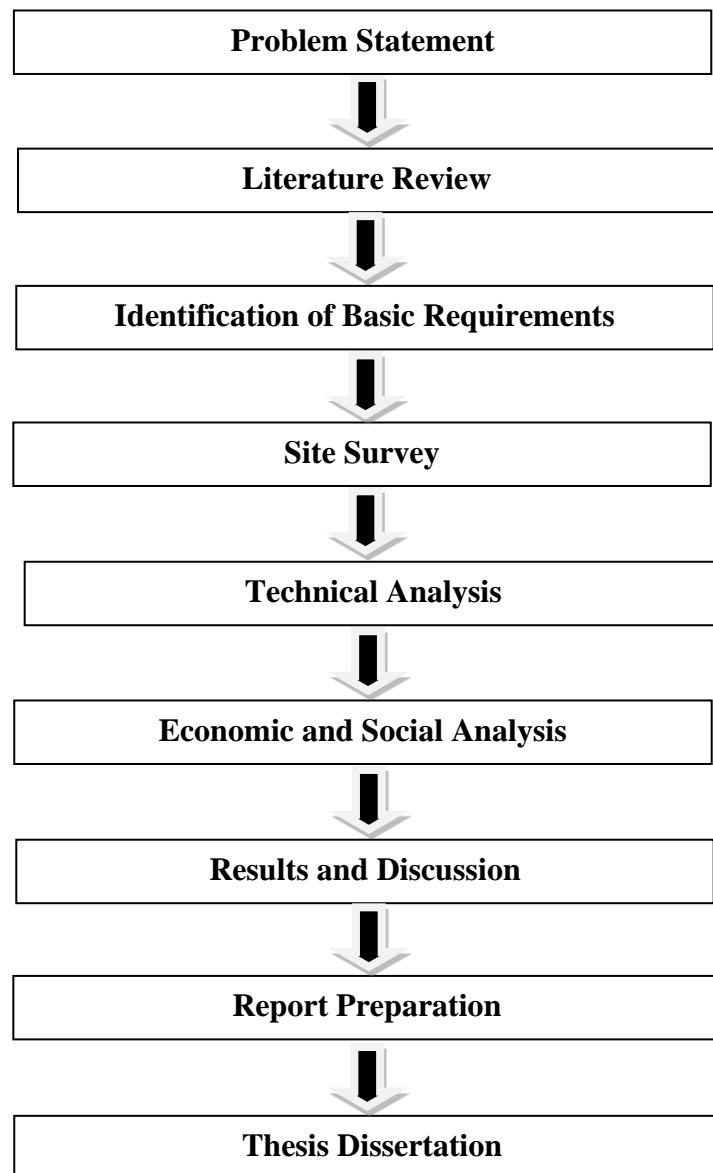 Problem Statement
Literature Review
Identification of Basic Requirements
Site Survey
Technical Analysis
Economic and Social Analysis
Results and Discussion
Report Preparation
Thesis Dissertation